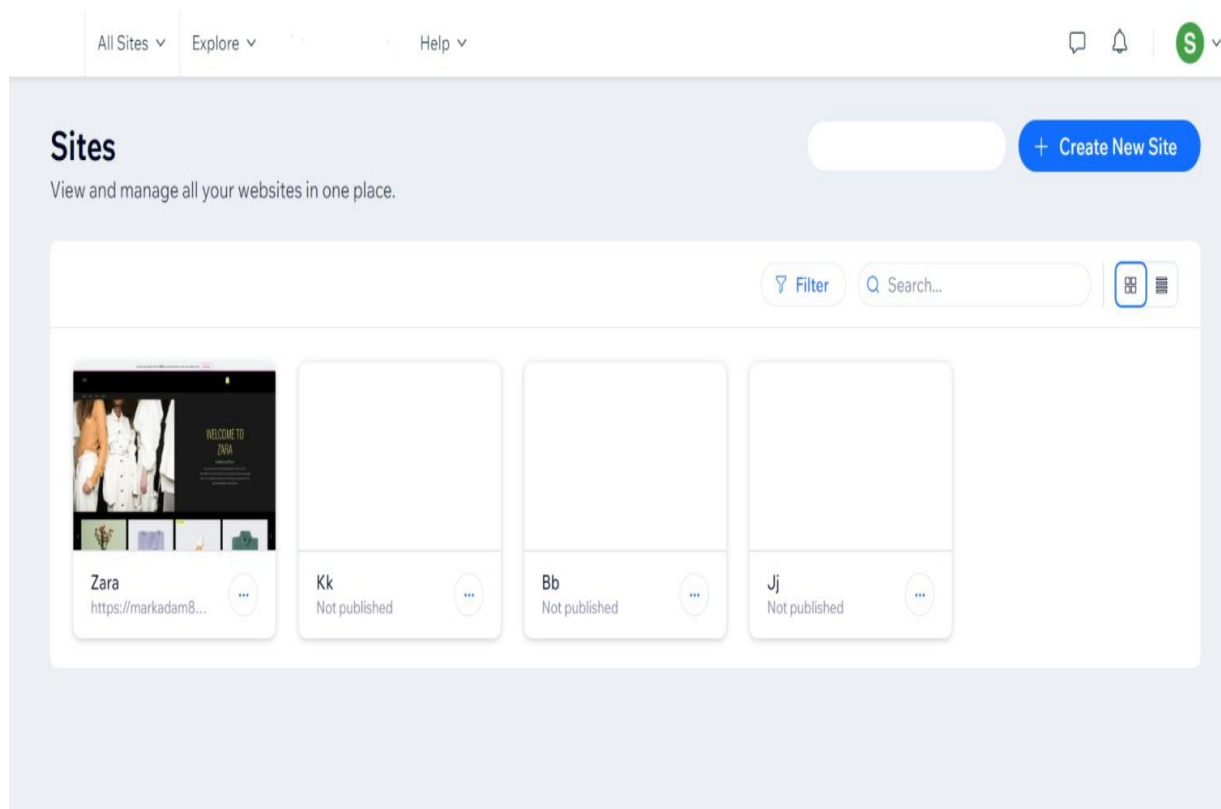 All Sites Explore Help
S
Sites
+ Create New Site
View and manage all your websites in one place.
Filter
Search...
WELCOME TO
ZARA
Zara
https://markadam8...
Kk
Not published
Bb
Not published
Jj
Not published